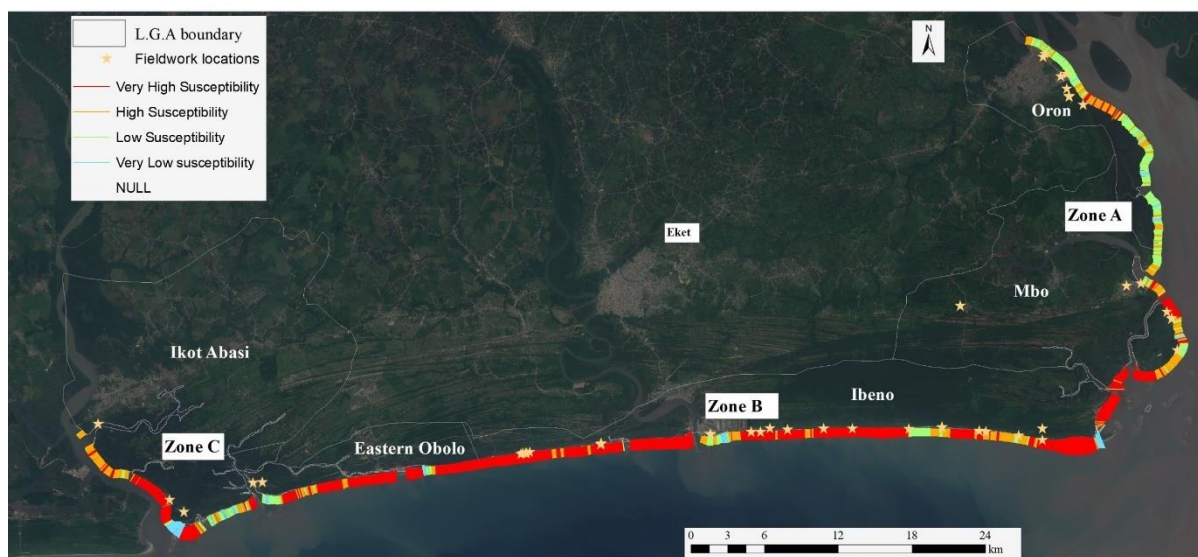 L.G.A boundary
Fieldwork locations
Very High Susceptibility
High Susceptibility
Low Susceptibility
Very Low susceptibility
NULL
N
Oron
Zone A
Eket
Mbo
Ikot Abasi
Ibeno
Zone B
Zone C
Eastern Obolo
0 3 6 12 18 24
km